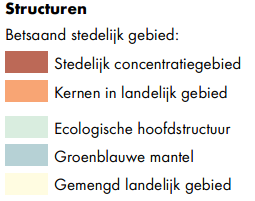 Structuren
Betsaand stedelijk gebied:
Stedelijk concentratiegebied
Kernen in landelijk gebied
Ecologische hoofdstructuur
Groenblauwe mantel
Gemengd landelijk gebied